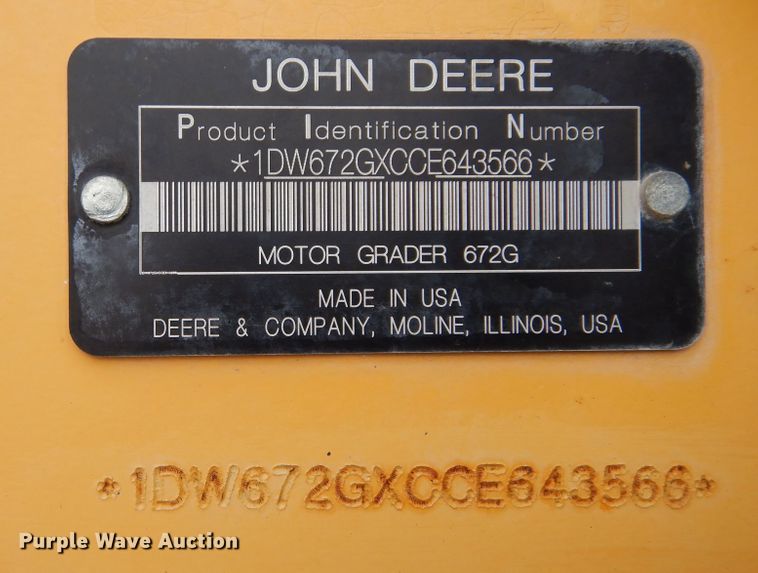 JOHN DEERE
Product Identification Number
*1DW672GXCCE643566*
MOTOR GRADER 672G
MADE IN USA
DEERE & COMPANY, MOLINE, ILLINOIS, USA
*1DW672GXCCE643566*
Purple Wave Auction